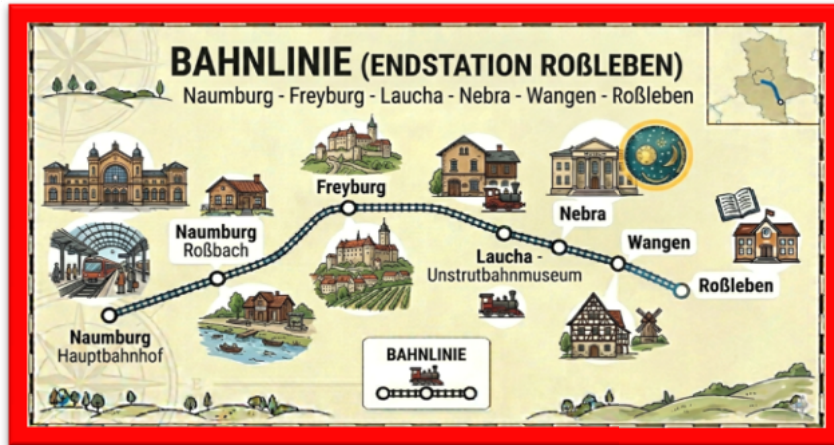 BAHNLINIE (ENDSTATION ROẞLEBEN)
Naumburg - Freyburg - Laucha - Nebra - Wangen - Roßleben
Freyburg
Naumburg
Roßbach
Nebra
Laucha -
Unstrutbahnmuseum
Wangen
Roßleben
Naumburg
Hauptbahnhof
BAHNLINIE